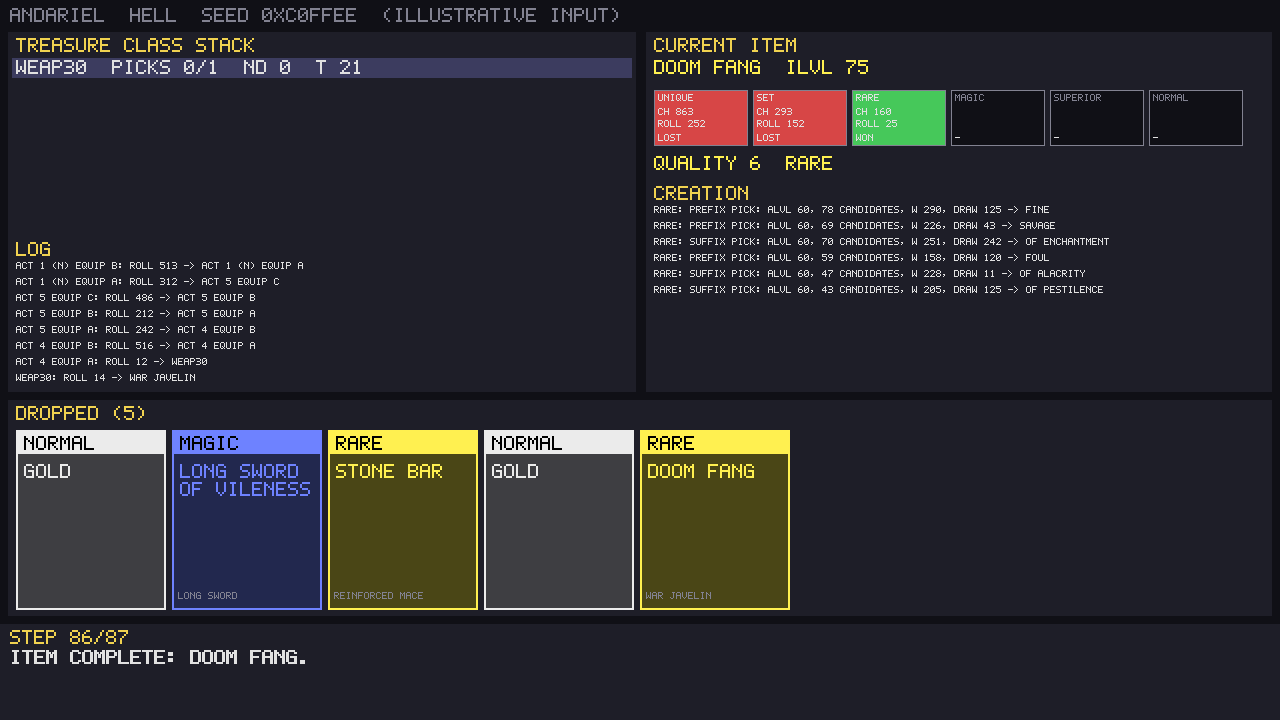 ANDARIEL  HELL  SEED 0XC0FFEE  (ILLUSTRATIVE INPUT)
TREASURE CLASS STACK
WEAP30  PICKS 0/1  ND 0  T 21
LOG
ACT 1 (N) EQUIP B: ROLL 513 -> ACT 1 (N) EQUIP A
ACT 1 (N) EQUIP A: ROLL 312 -> ACT 5 EQUIP C
ACT 5 EQUIP C: ROLL 486 -> ACT 5 EQUIP B
ACT 5 EQUIP B: ROLL 212 -> ACT 5 EQUIP A
ACT 5 EQUIP A: ROLL 242 -> ACT 4 EQUIP B
ACT 4 EQUIP B: ROLL 516 -> ACT 4 EQUIP A
ACT 4 EQUIP A: ROLL 12 -> WEAP30
WEAP30: ROLL 14 -> WAR JAVELIN
CURRENT ITEM
DOOM FANG  ILVL 75
UNIQUE
CH 863
ROLL 252
LOST
SET
CH 293
ROLL 152
LOST
RARE
CH 160
ROLL 25
WON
MAGIC
-
SUPERIOR
-
NORMAL
-
QUALITY 6  RARE
CREATION
RARE: PREFIX PICK: ALVL 60, 78 CANDIDATES, W 290, DRAW 125 -> FINE
RARE: PREFIX PICK: ALVL 60, 69 CANDIDATES, W 226, DRAW 43 -> SAVAGE
RARE: SUFFIX PICK: ALVL 60, 70 CANDIDATES, W 251, DRAW 242 -> OF ENCHANTMENT
RARE: PREFIX PICK: ALVL 60, 59 CANDIDATES, W 158, DRAW 120 -> FOUL
RARE: SUFFIX PICK: ALVL 60, 47 CANDIDATES, W 228, DRAW 11 -> OF ALACRITY
RARE: SUFFIX PICK: ALVL 60, 43 CANDIDATES, W 205, DRAW 125 -> OF PESTILENCE
DROPPED (5)
NORMAL
GOLD
MAGIC
LONG SWORD
OF VILENESS
LONG SWORD
RARE
STONE BAR
REINFORCED MACE
NORMAL
GOLD
RARE
DOOM FANG
WAR JAVELIN
STEP 86/87
ITEM COMPLETE: DOOM FANG.